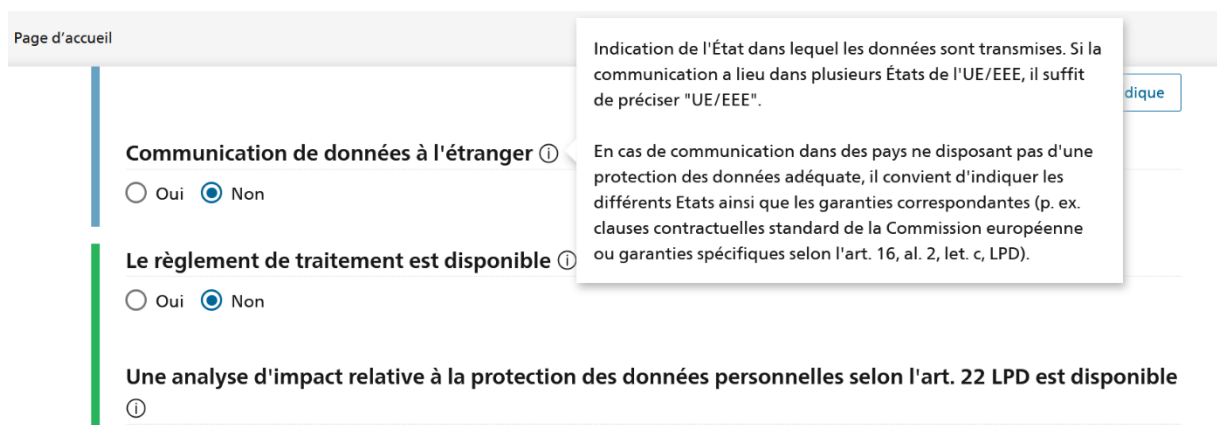 Page d'accueil
Indication de l'État dans lequel les données sont transmises. Si la
communication a lieu dans plusieurs États de l'UE/EEE, il suffit
de préciser "UE/EEE".
dique
Communication de données à l'étranger ⓘ
En cas de communication dans des pays ne disposant pas d'une
protection des données adéquate, il convient d'indiquer les
différents Etats ainsi que les garanties correspondantes (p. ex.
clauses contractuelles standard de la Commission européenne
ou garanties spécifiques selon l'art. 16, al. 2, let. c, LPD).
Oui Non
Le règlement de traitement est disponible ⓘ
Oui Non
Une analyse d'impact relative à la protection des données personnelles selon l'art. 22 LPD est disponible
ⓘ